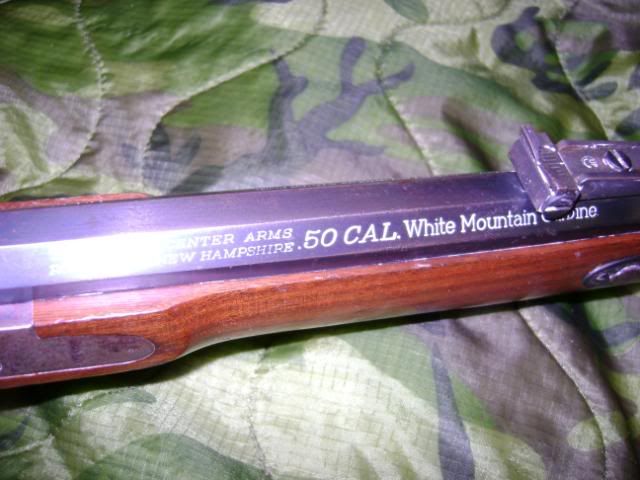 CENTER ARMS
NEW HAMPSHIRE .50 CAL. White Mountain